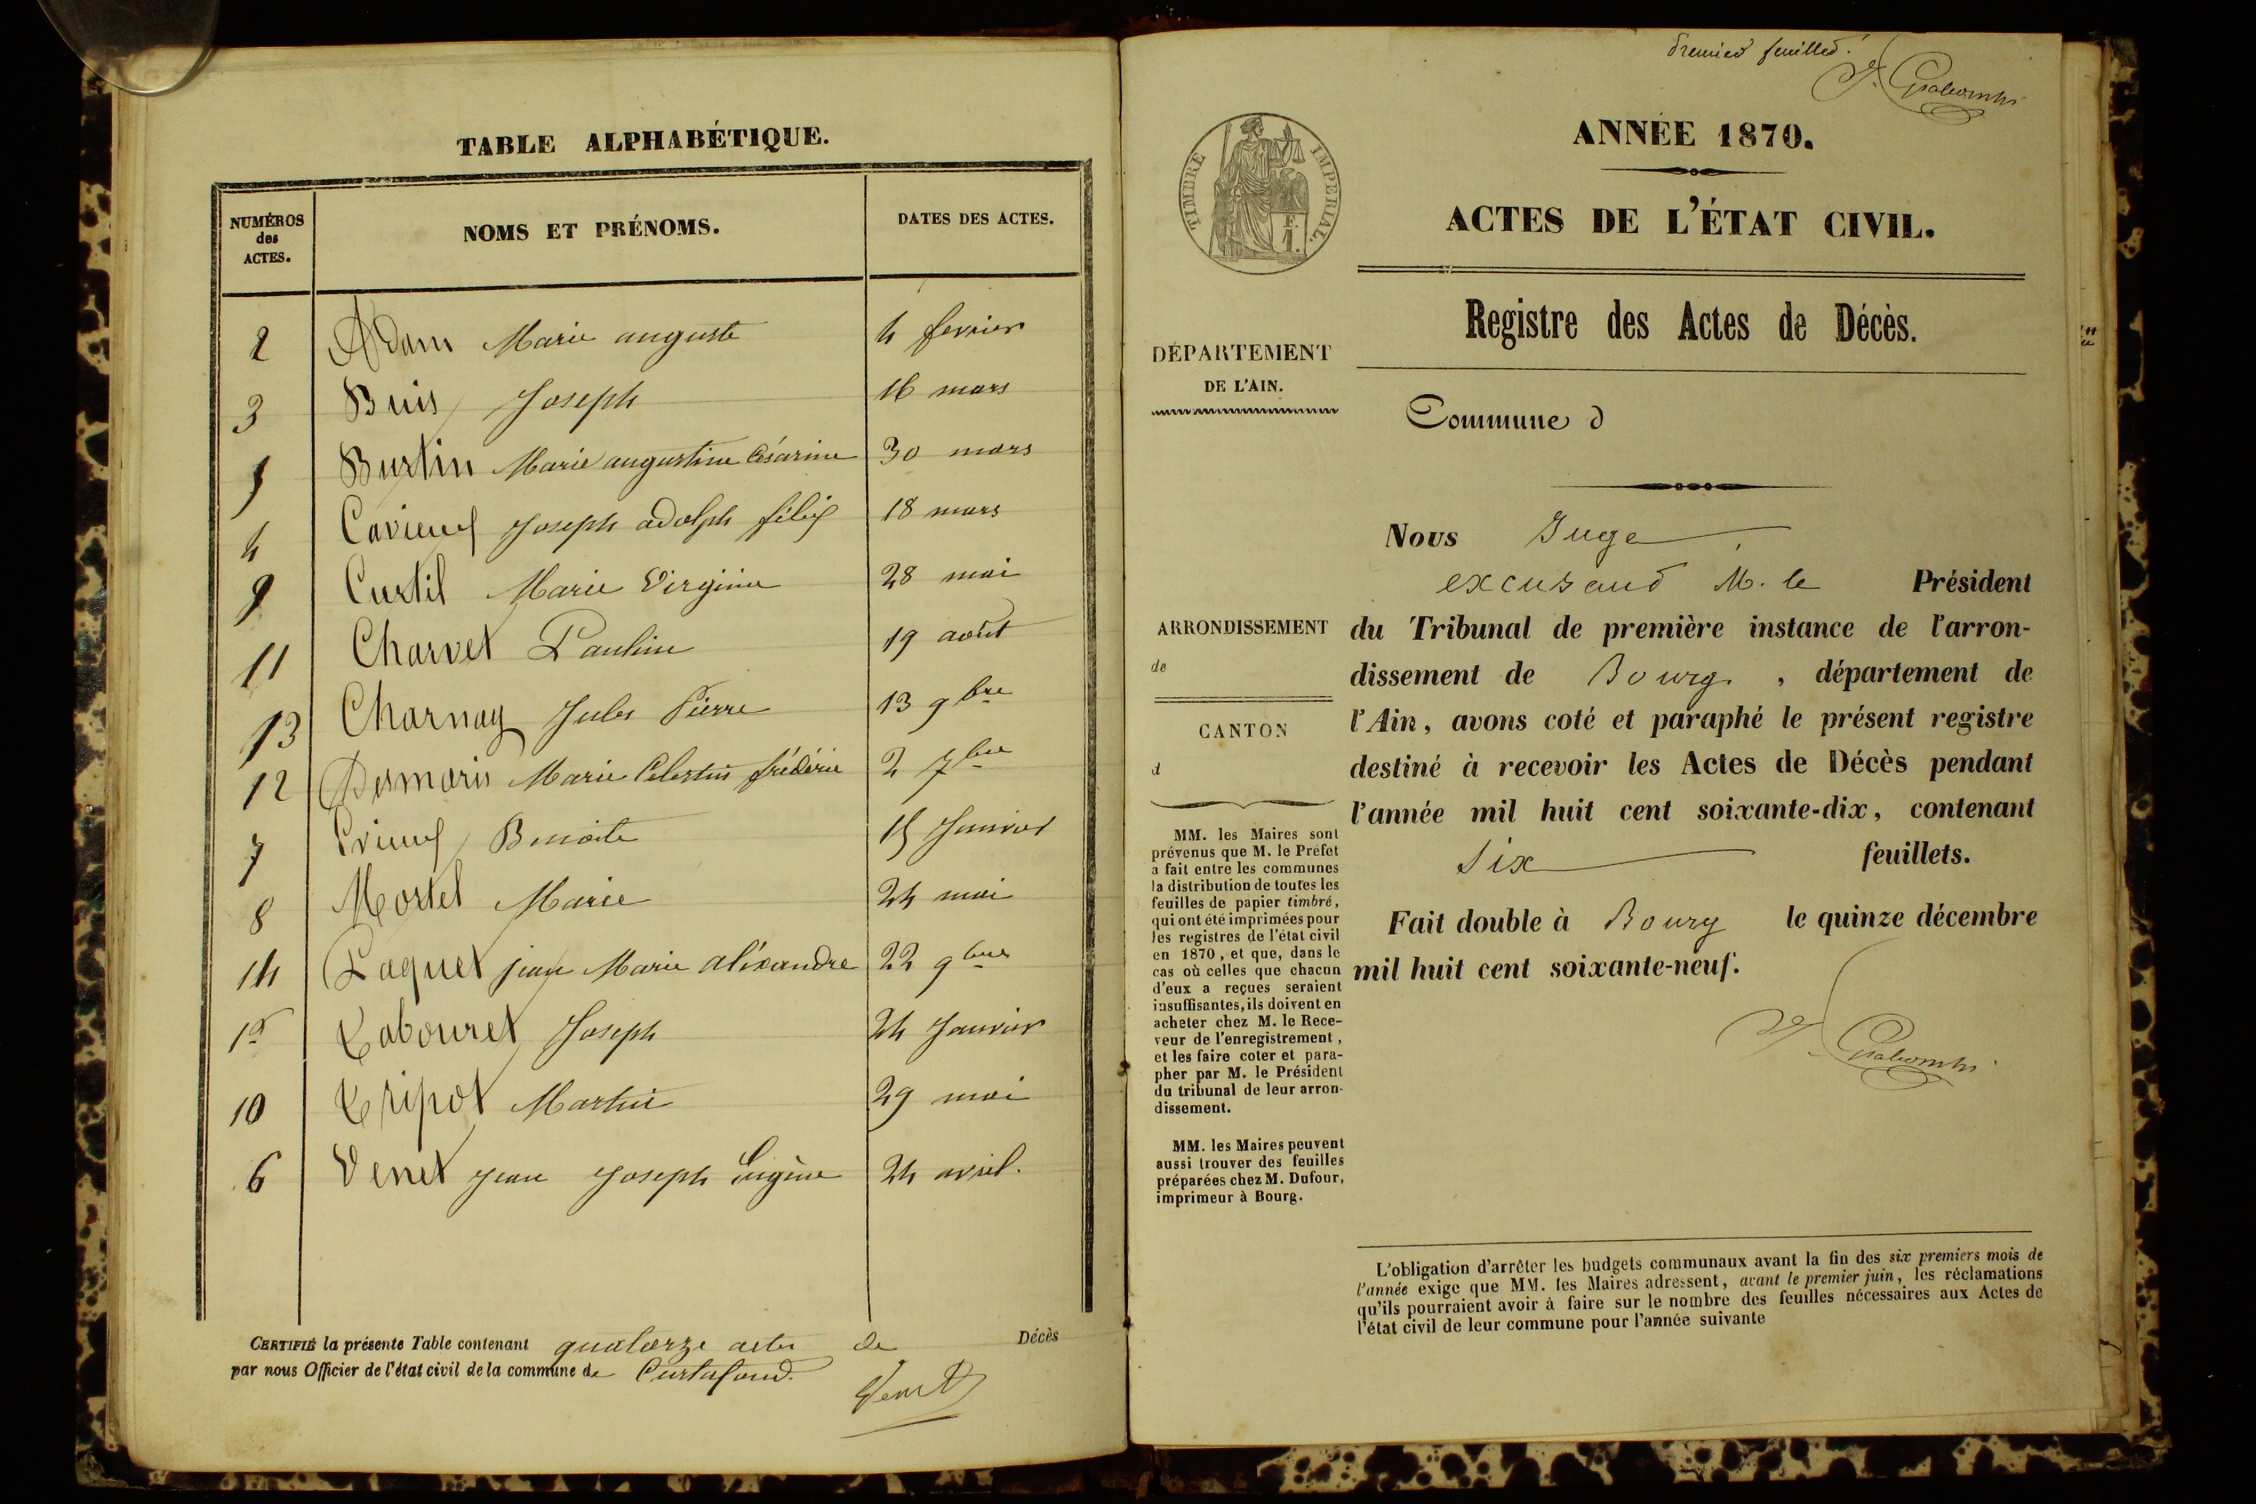 TABLE ALPHABÉTIQUE.
NUMÉROS des ACTES. NOMS ET PRÉNOMS. DATES DES ACTES.
2 Adam Marie auguste 4 fevrier
3 Buis Joseph 16 mars
5 Burtin Marie augustine Césarine 30 mars
4 Joseph adolph félix 18 mars
9 Curtil Marie Virginie 28 mai
11 Charvet Pauline 19 août
13 Charnay Jules Pierre 13 9bre
12 Desmaris Marie Celestin frédéric 2 7bre
7 Benoite 15 Janvier
8 Mortel Marie 24 mai
14 Paquet jean Marie aléxandre 22 9bre
1er Tabouret Joseph 24 Janvier
10 Tripot Martin 29 mai
6 Venet jean Joseph Eugène 24 avril.
CERTIFIÉ la présente Table contenant quatorze actes de Décès
par nous Officier de l'état civil de la commune de Curtafond.
Venet
Premier feuillet.
ANNÉE 1870.
TIMBRE IMPERIAL.
ACTES DE L'ÉTAT CIVIL.
Registre des Actes de Décès.
DÉPARTEMENT
DE L'AIN.
Commune d
Nous Juge
excusant M. le Président
ARRONDISSEMENT
de
du Tribunal de première instance de l'arron-
dissement de Bourg, département de
l'Ain, avons coté et paraphé le présent registre
destiné à recevoir les Actes de Décès pendant
l'année mil huit cent soixante-dix, contenant
six feuillets.
Fait double à Bourg le quinze décembre
mil huit cent soixante-neuf.
CANTON
d
MM. les Maires sont
prévenus que M. le Préfet
a fait entre les communes
la distribution de toutes les
feuilles de papier timbré,
qui ont été imprimées pour
les registres de l'état civil
en 1870, et que, dans le
cas où celles que chacun
d'eux a reçues seraient
insuffisantes, ils doivent en
acheter chez M. le Rece-
veur de l'enregistrement,
et les faire coter et para-
pher par M. le Président
du tribunal de leur arron-
dissement.
MM. les Maires peuvent
aussi trouver des feuilles
préparées chez M. Dufour,
imprimeur à Bourg.
L'obligation d'arrêter les budgets communaux avant la fin des six premiers mois de
l'année exige que MM. les Maires adressent, avant le premier juin, les réclamations
qu'ils pourraient avoir à faire sur le nombre des feuilles nécessaires aux Actes de
l'état civil de leur commune pour l'année suivante